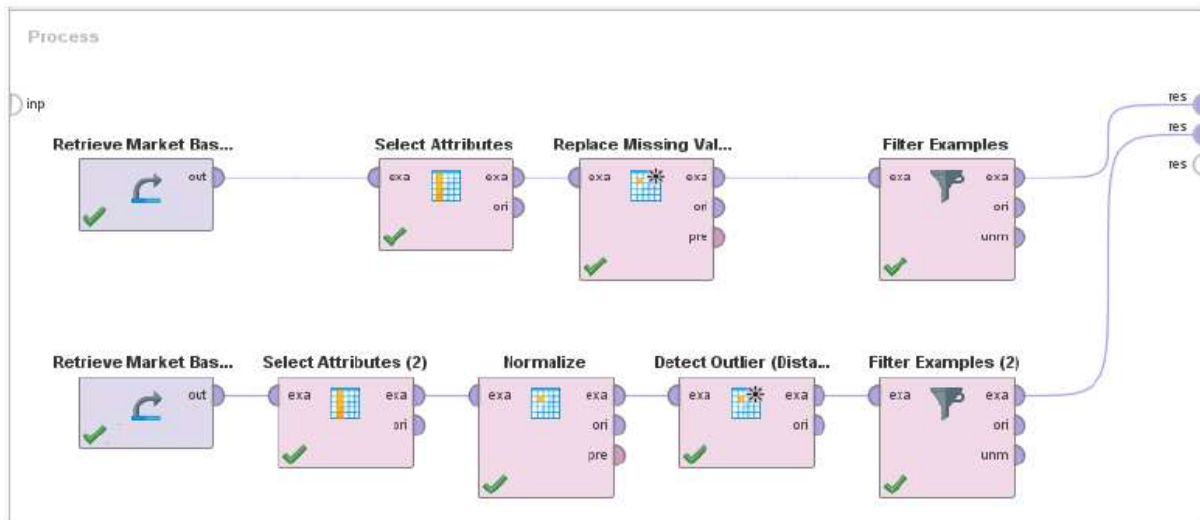 Process
inp
res
res
res
Retrieve Market Bas...
Select Attributes
Replace Missing Val...
Filter Examples
out
exa
exa
ori
exa
exa
ori
pre
exa
exa
ori
unm
Retrieve Market Bas...
Select Attributes (2)
Normalize
Detect Outlier (Dista...
Filter Examples (2)
out
exa
exa
ori
exa
exa
ori
pre
exa
exa
ori
exa
exa
ori
unm